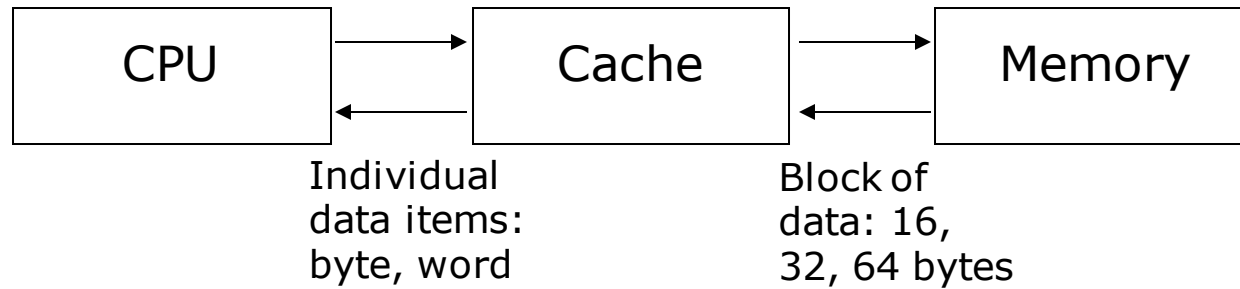 CPU
Cache
Memory
Individual
data items:
byte, word
Block of
data: 16,
32, 64 bytes